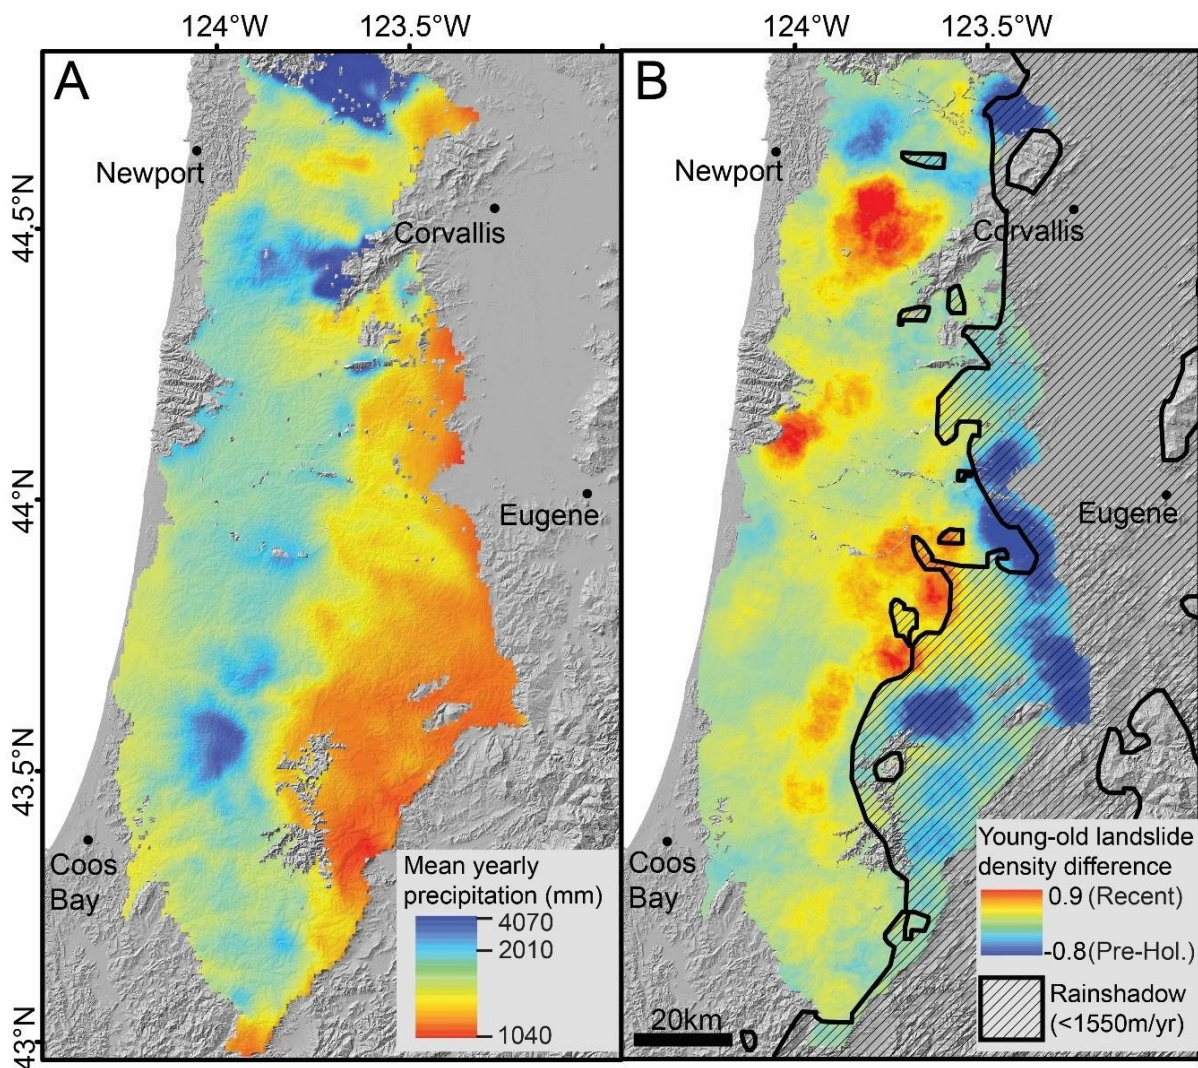 124°W 123.5°W
A
Newport
Corvallis
Eugene
Coos
Bay
Mean yearly
precipitation (mm)
4070
2010
1040
44.5°N
44°N
43.5°N
43°N
124°W 123.5°W
B
Newport
Corvallis
Eugene
Coos
Bay
20km
Young-old landslide
density difference
0.9 (Recent)
-0.8(Pre-Hol.)
Rainshadow
(<1550m/yr)